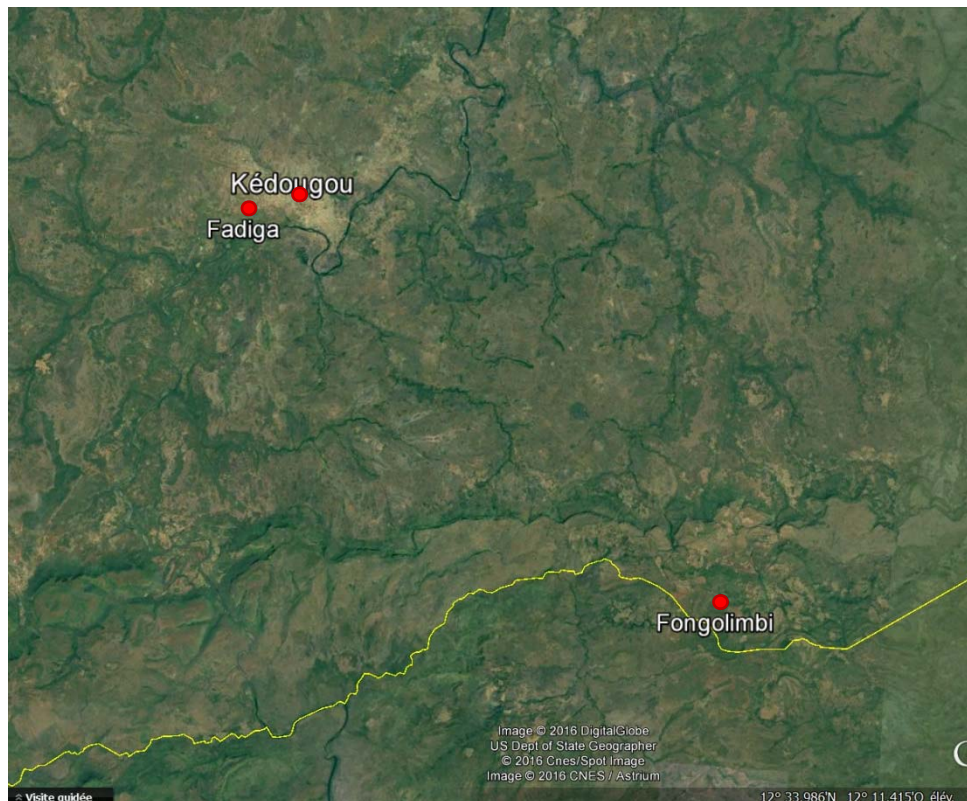 Kédougou
Fadiga
Fongolimbi
Image © 2016 DigitalGlobe
US Dept of State Geographer
© 2016 Cnes/Spot Image
Image © 2016 CNES / Astrium
Visite guidée
12° 33.986'N 12° 11.415'O élév